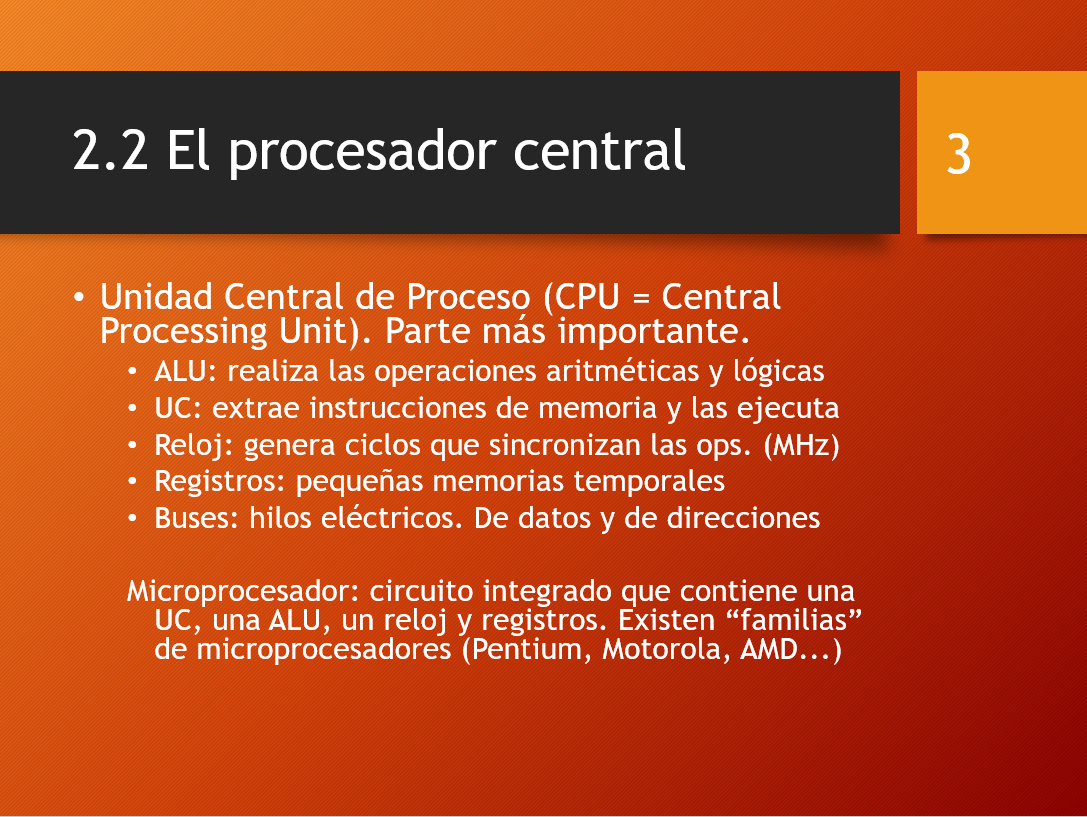 2.2 El procesador central
3
• Unidad Central de Proceso (CPU = Central
Processing Unit). Parte más importante.
• ALU: realiza las operaciones aritméticas y lógicas
• UC: extrae instrucciones de memoria y las ejecuta
• Reloj: genera ciclos que sincronizan las ops. (MHz)
• Registros: pequeñas memorias temporales
• Buses: hilos eléctricos. De datos y de direcciones
Microprocesador: circuito integrado que contiene una
UC, una ALU, un reloj y registros. Existen “familias”
de microprocesadores (Pentium, Motorola, AMD...)